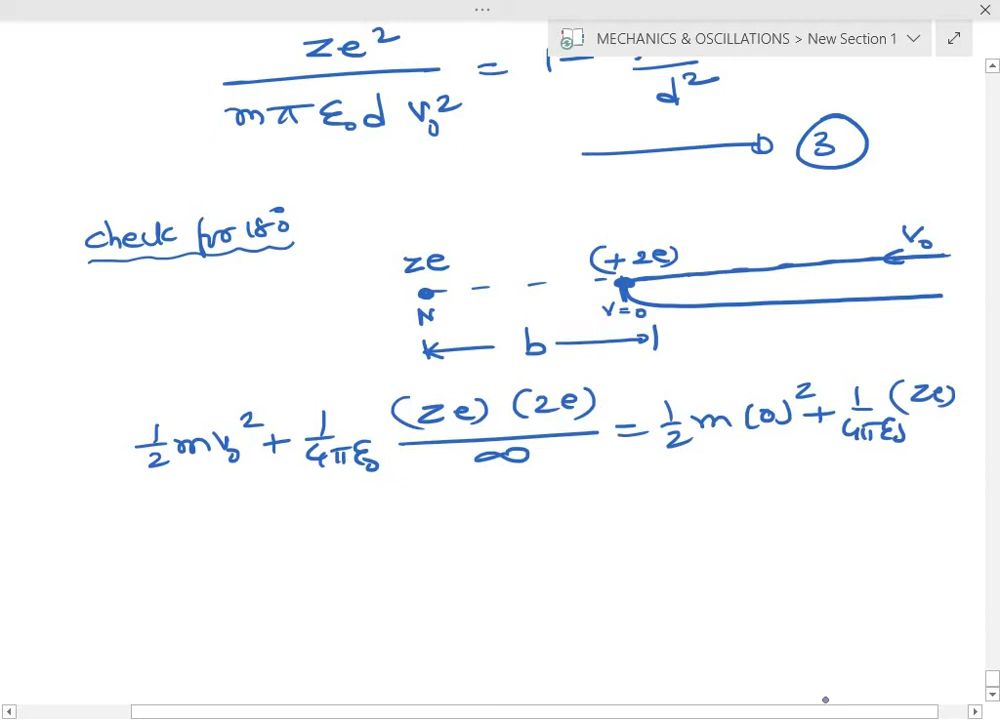 MECHANICS & OSCILLATIONS > New Section 1
ze²
mπε₀d v₀² = 1 -
d²
3
check for 180°
ze
(+2e)
v₀
N
v=0
b
½mv₀² + 1/4πε₀ (ze)(2e)/∞ = ½m(0)² + 1/4πε₀ (ze)